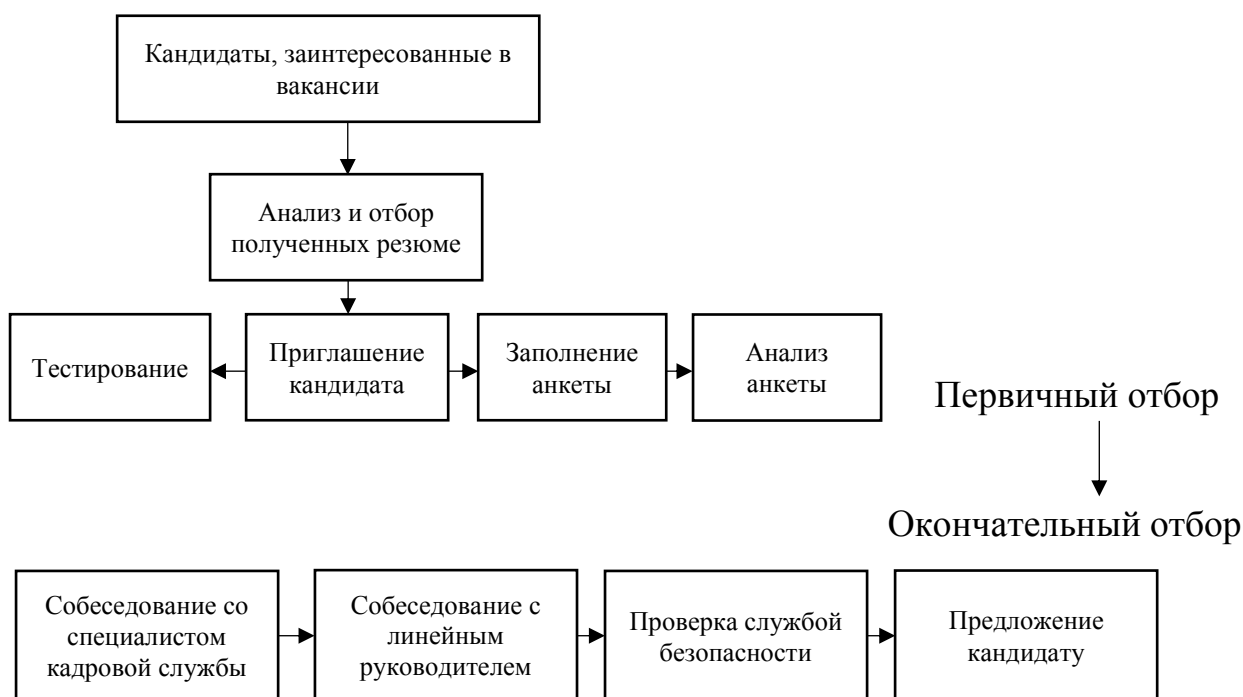 Кандидаты, заинтересованные в
вакансии
Анализ и отбор
полученных резюме
Тестирование
Приглашение
кандидата
Заполнение
анкеты
Анализ
анкеты
Первичный отбор
Окончательный отбор
Собеседование со
специалистом
кадровой службы
Собеседование с
линейным
руководителем
Проверка службой
безопасности
Предложение
кандидату